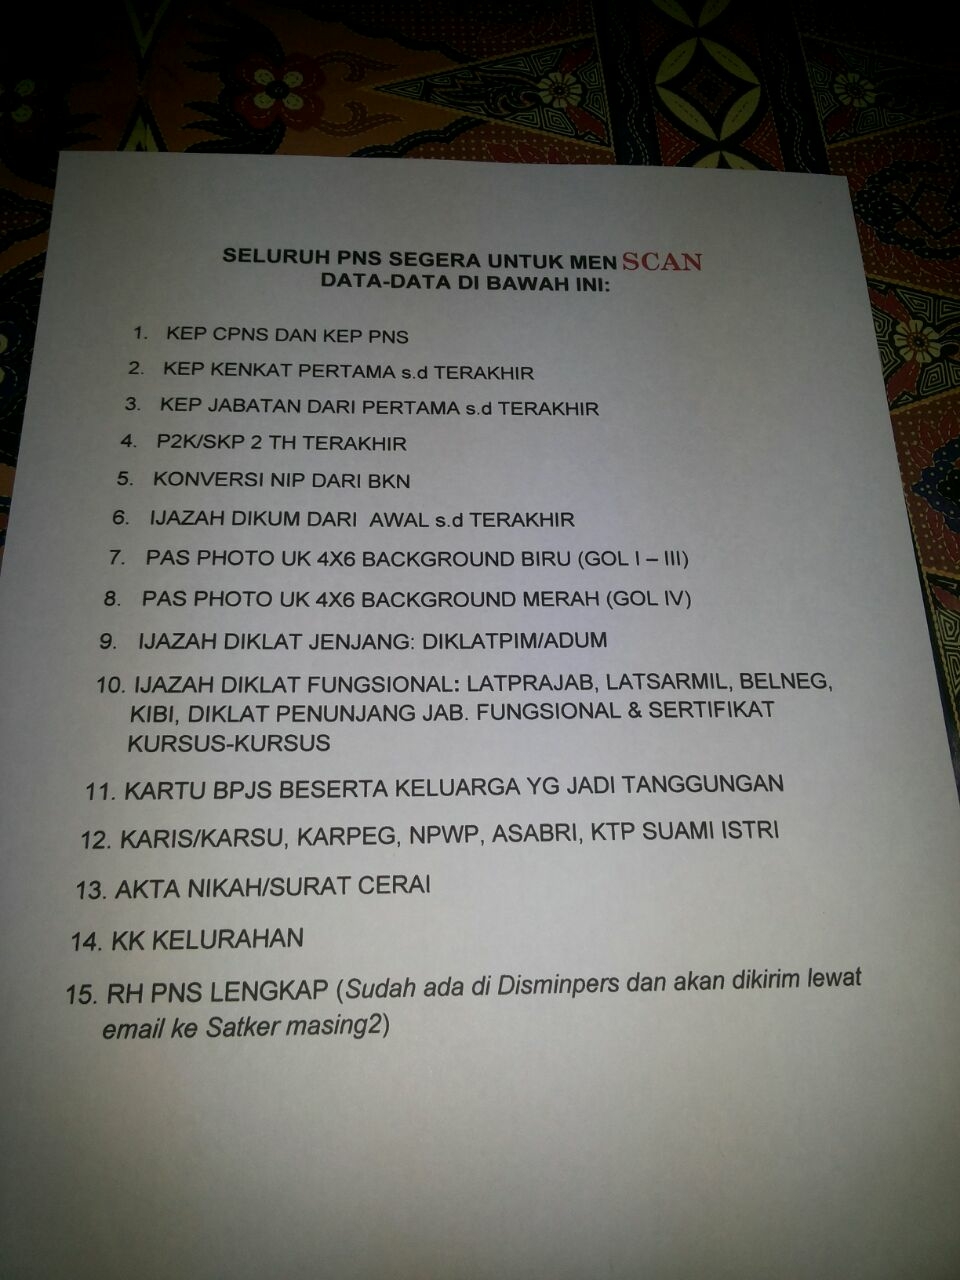 SELURUH PNS SEGERA UNTUK MEN SCAN
DATA-DATA DI BAWAH INI:
1. KEP CPNS DAN KEP PNS
2. KEP KENKAT PERTAMA s.d TERAKHIR
3. KEP JABATAN DARI PERTAMA s.d TERAKHIR
4. P2K/SKP 2 TH TERAKHIR
5. KONVERSI NIP DARI BKN
6. IJAZAH DIKUM DARI AWAL s.d TERAKHIR
7. PAS PHOTO UK 4X6 BACKGROUND BIRU (GOL I – III)
8. PAS PHOTO UK 4X6 BACKGROUND MERAH (GOL IV)
9. IJAZAH DIKLAT JENJANG: DIKLATPIM/ADUM
10. IJAZAH DIKLAT FUNGSIONAL: LATPRAJAB, LATSARMIL, BELNEG,
KIBI, DIKLAT PENUNJANG JAB. FUNGSIONAL & SERTIFIKAT
KURSUS-KURSUS
11. KARTU BPJS BESERTA KELUARGA YG JADI TANGGUNGAN
12. KARIS/KARSU, KARPEG, NPWP, ASABRI, KTP SUAMI ISTRI
13. AKTA NIKAH/SURAT CERAI
14. KK KELURAHAN
15. RH PNS LENGKAP (Sudah ada di Disminpers dan akan dikirim lewat
email ke Satker masing2)